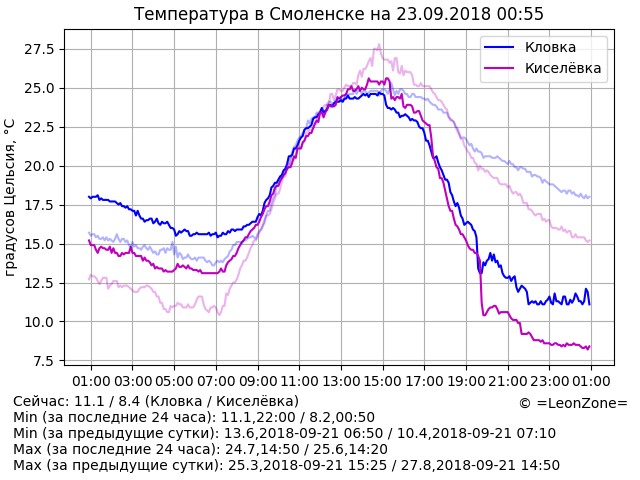 Температура в Смоленске на 23.09.2018 00:55
градусов Цельсия, °C
27.5
25.0
22.5
20.0
17.5
15.0
12.5
10.0
7.5
Кловка
Киселёвка
01:00 03:00 05:00 07:00 09:00 11:00 13:00 15:00 17:00 19:00 21:00 23:00 01:00
Сейчас: 11.1 / 8.4 (Кловка / Киселёвка)
© =LeonZone=
Min (за последние 24 часа): 11.1,22:00 / 8.2,00:50
Min (за предыдущие сутки): 13.6,2018-09-21 06:50 / 10.4,2018-09-21 07:10
Max (за последние 24 часа): 24.7,14:50 / 25.6,14:20
Max (за предыдущие сутки): 25.3,2018-09-21 15:25 / 27.8,2018-09-21 14:50